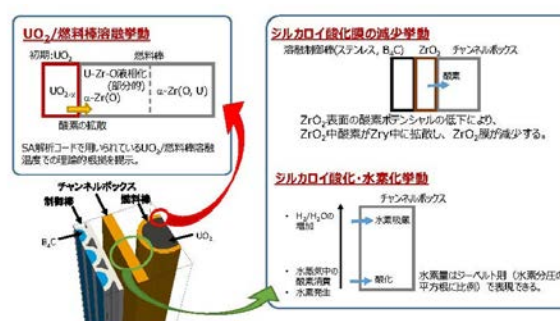 UO₂/燃料棒溶融挙動
初期:UO₂
燃料棒
U-Zr-O液相化
(部分的)
UO₂₋ₓ
α-Zr(O)
α-Zr(O, U)
酸素の拡散
SA解析コードで用いられているUO₂/燃料棒溶融
温度での理論的根拠を提示。
チャンネルボックス
制御棒
燃料棒
B₄C
UO₂
ジルカロイ酸化膜の減少挙動
溶融制御棒(ステンレス, B₄C)
ZrO₂
チャンネルボックス
酸素
ZrO₂表面の酸素ポテンシャルの低下により、
ZrO₂中酸素がZry中に拡散し、ZrO₂膜が減少する。
ジルカロイ酸化・水素化挙動
チャンネルボックス
・ H₂/H₂Oの
増加
水素吸蔵
・ 水蒸気中の
酸素消費
・ 水素発生
酸化
水素量はジーベルト則(水素分圧の
平方根に比例)で表現できる。